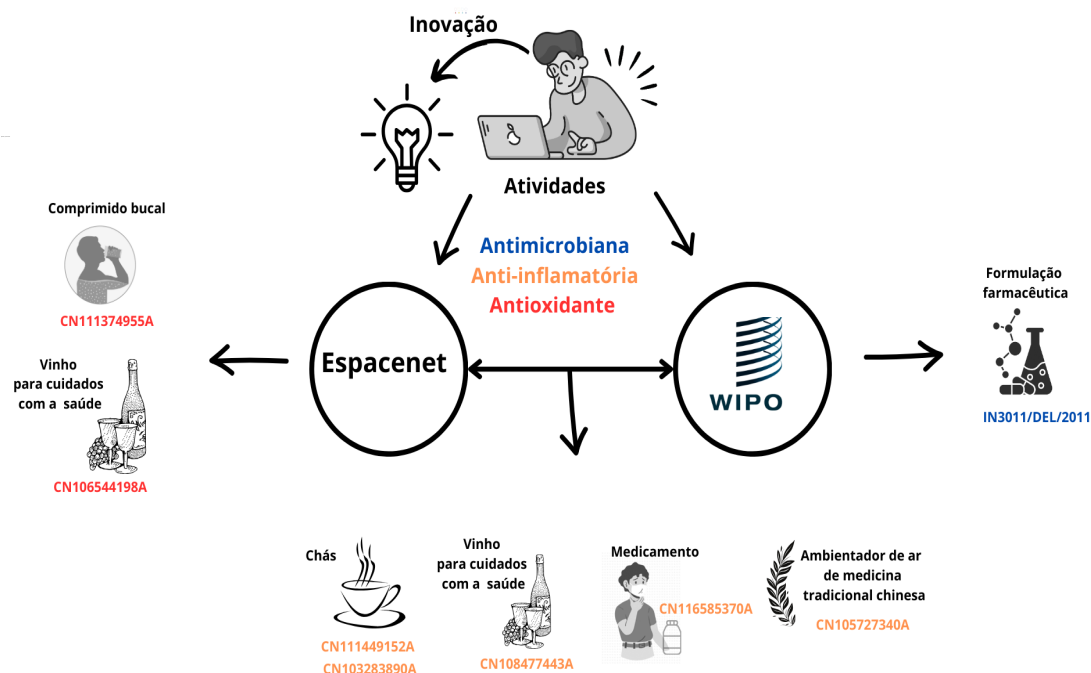 Inovação
Atividades
Antimicrobiana
Anti-inflamatória
Antioxidante
Comprimido bucal
CN111374955A
Vinho
para cuidados
com a saúde
CN106544198A
Espacenet
WIPO
Formulação
farmacêutica
IN3011/DEL/2011
Chás
CN111449152A
CN103283890A
Vinho
para cuidados
com a saúde
CN108477443A
Medicamento
CN116585370A
Ambientador de ar
de medicina
tradicional chinesa
CN105727340A